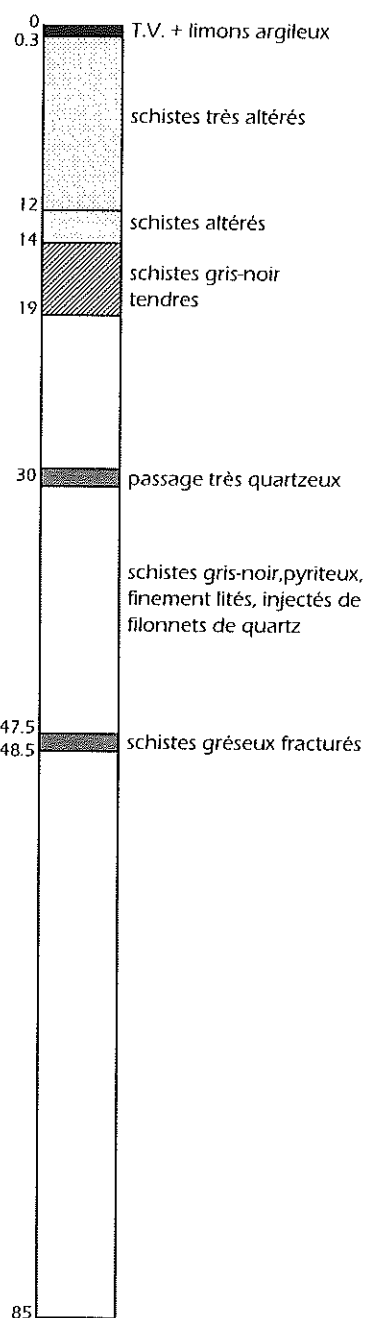 0
T.V. + limons argileux
0.3
schistes très altérés
12
schistes altérés
14
schistes gris-noir
tendres
19
30
passage très quartzeux
schistes gris-noir,pyriteux,
finement lités, injectés de
filonnets de quartz
47.5
schistes gréseux fracturés
48.5
85